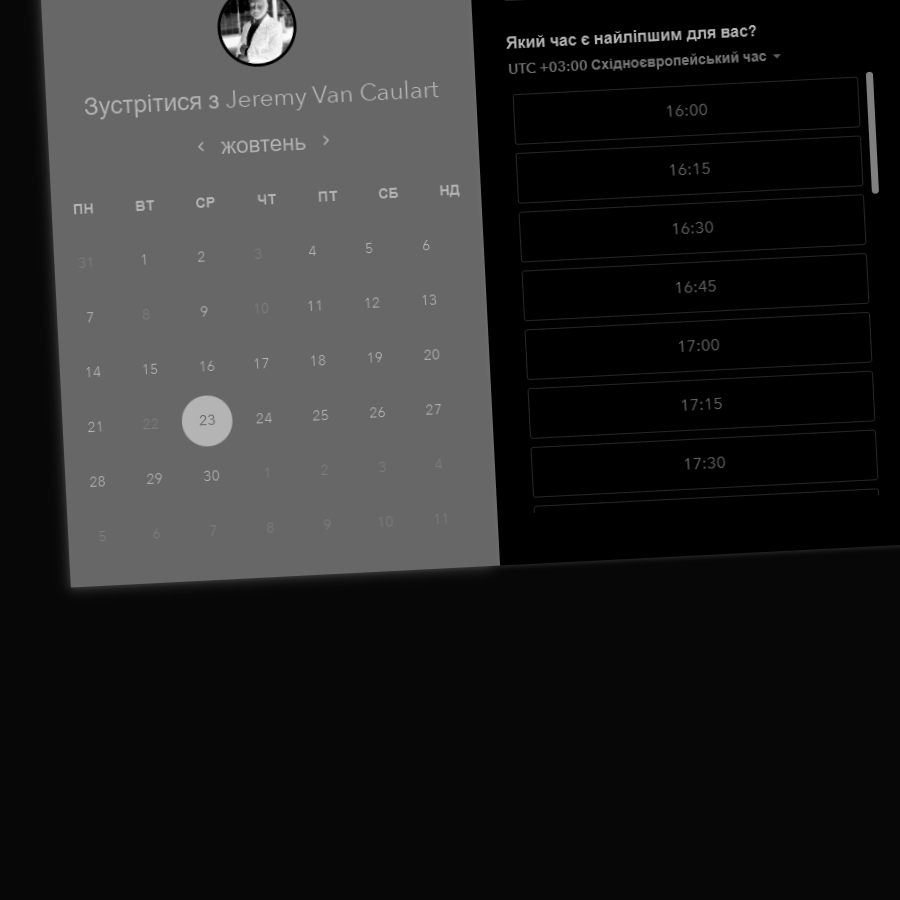 Зустрітися з Jeremy Van Caulart
жовтень
ПН ВТ СР ЧТ ПТ СБ НД
31 1 2 3 4 5 6
7 8 9 10 11 12 13
14 15 16 17 18 19 20
21 22 23 24 25 26 27
28 29 30 1 2 3 4
5 6 7 8 9 10 11
Який час є найліпшим для вас?
UTC +03:00 Східноєвропейський час
16:00
16:15
16:30
16:45
17:00
17:15
17:30